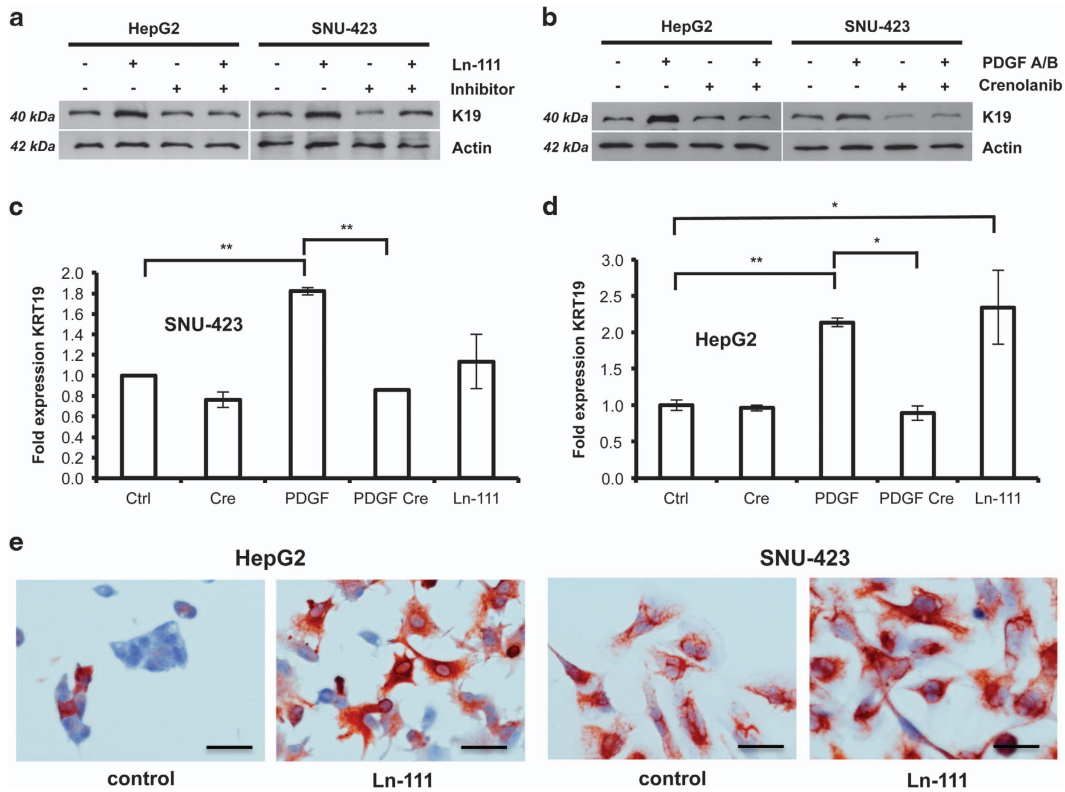 a
HepG2 SNU-423
- + - + - + - + Ln-111
- - + + - - + + Inhibitor
40 kDa K19
42 kDa Actin
b
HepG2 SNU-423
- + - + - + - + PDGF A/B
- - + + - - + + Crenolanib
40 kDa K19
42 kDa Actin
c
** **
Fold expression KRT19
2.0
1.8
1.6
1.4
1.2
1.0
0.8
0.6
0.4
0.2
0.0
SNU-423
Ctrl Cre PDGF PDGF Cre Ln-111
d
*
** *
Fold expression KRT19
3.0
2.5
2.0
1.5
1.0
0.5
0.0
HepG2
Ctrl Cre PDGF PDGF Cre Ln-111
e
HepG2 SNU-423
control Ln-111 control Ln-111